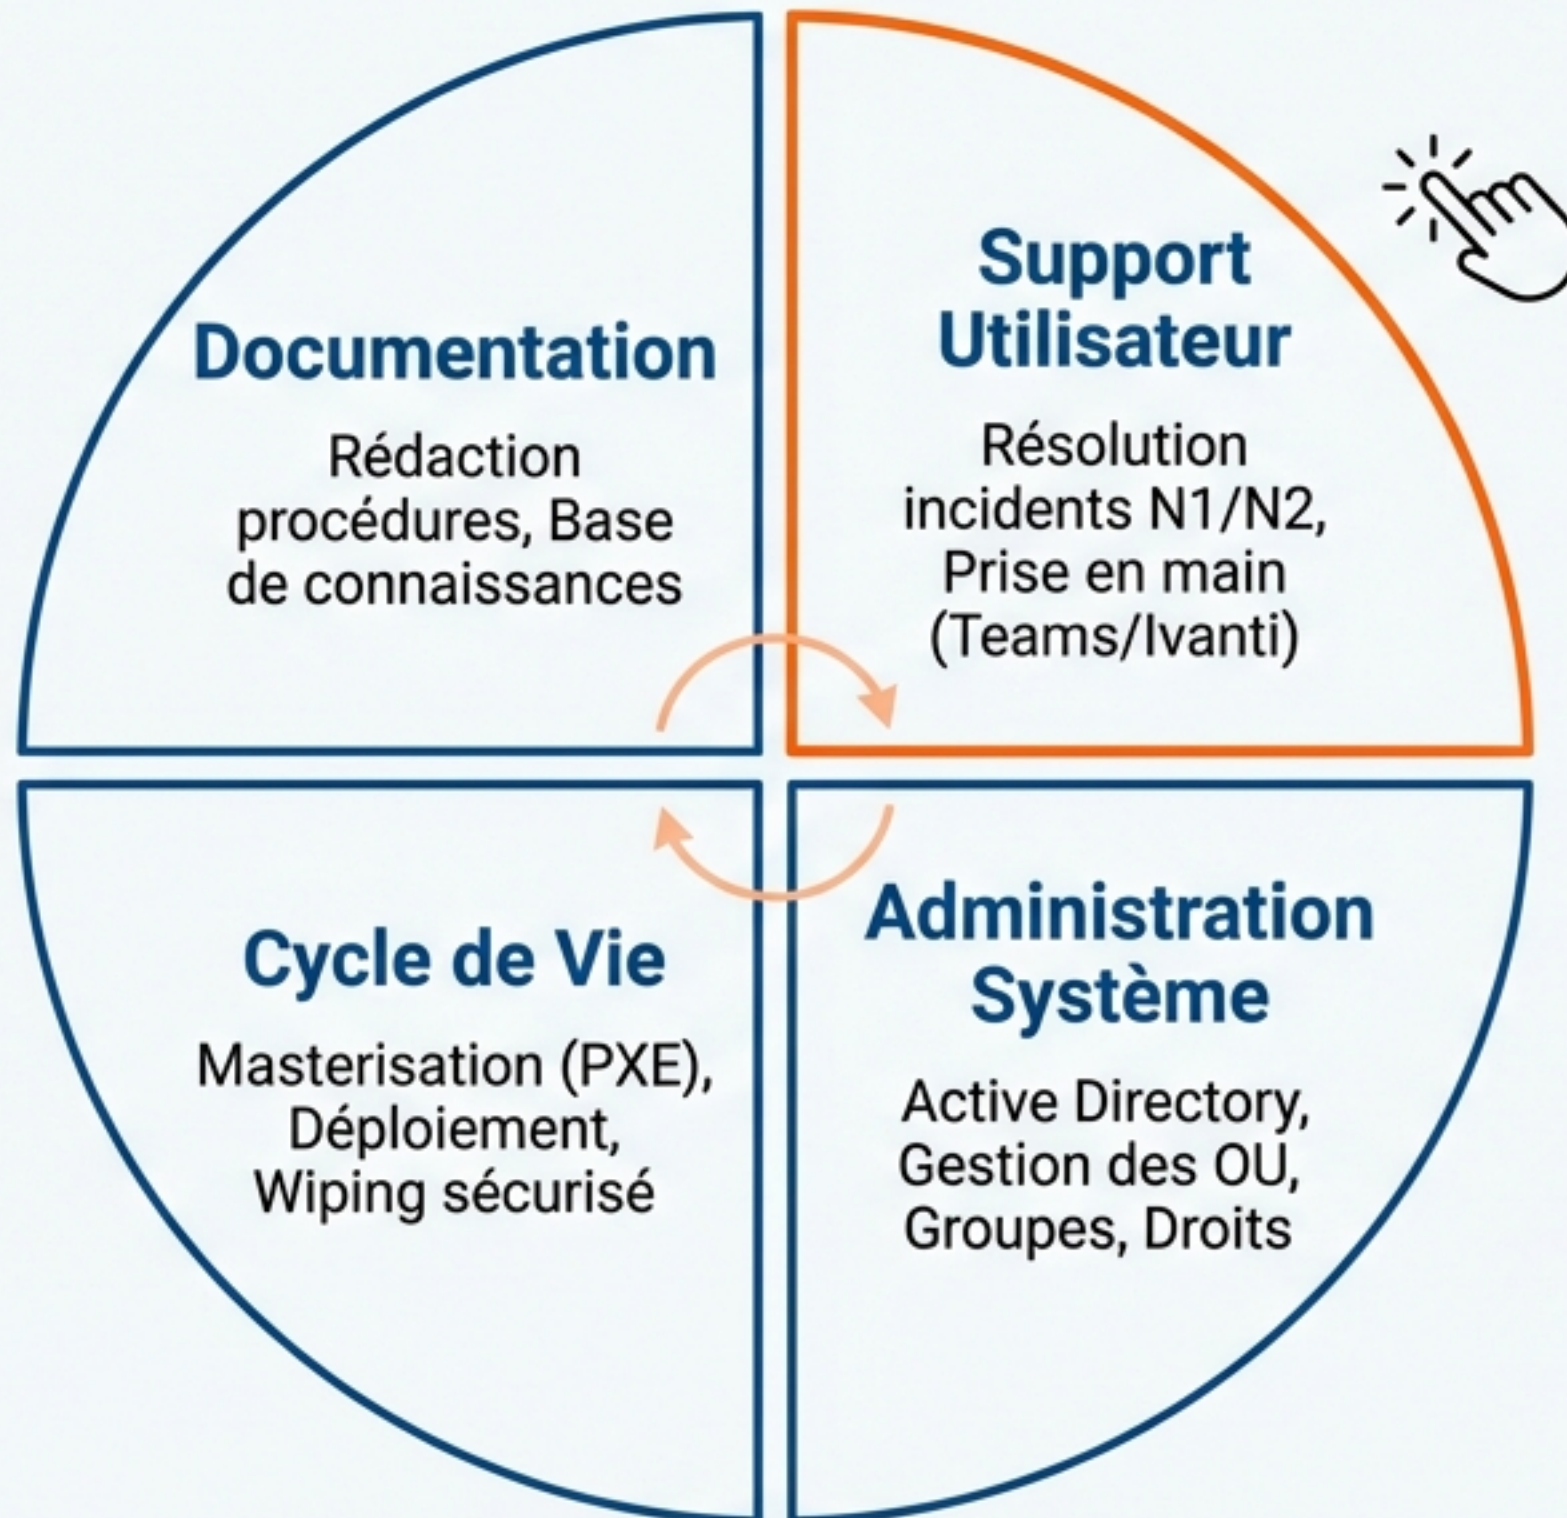 Documentation
Rédaction
procédures, Base
de connaissances
Support
Utilisateur
Résolution
incidents N1/N2,
Prise en main
(Teams/Ivanti)
Cycle de Vie
Masterisation (PXE),
Déploiement,
Wiping sécurisé
Administration
Système
Active Directory,
Gestion des OU,
Groupes, Droits